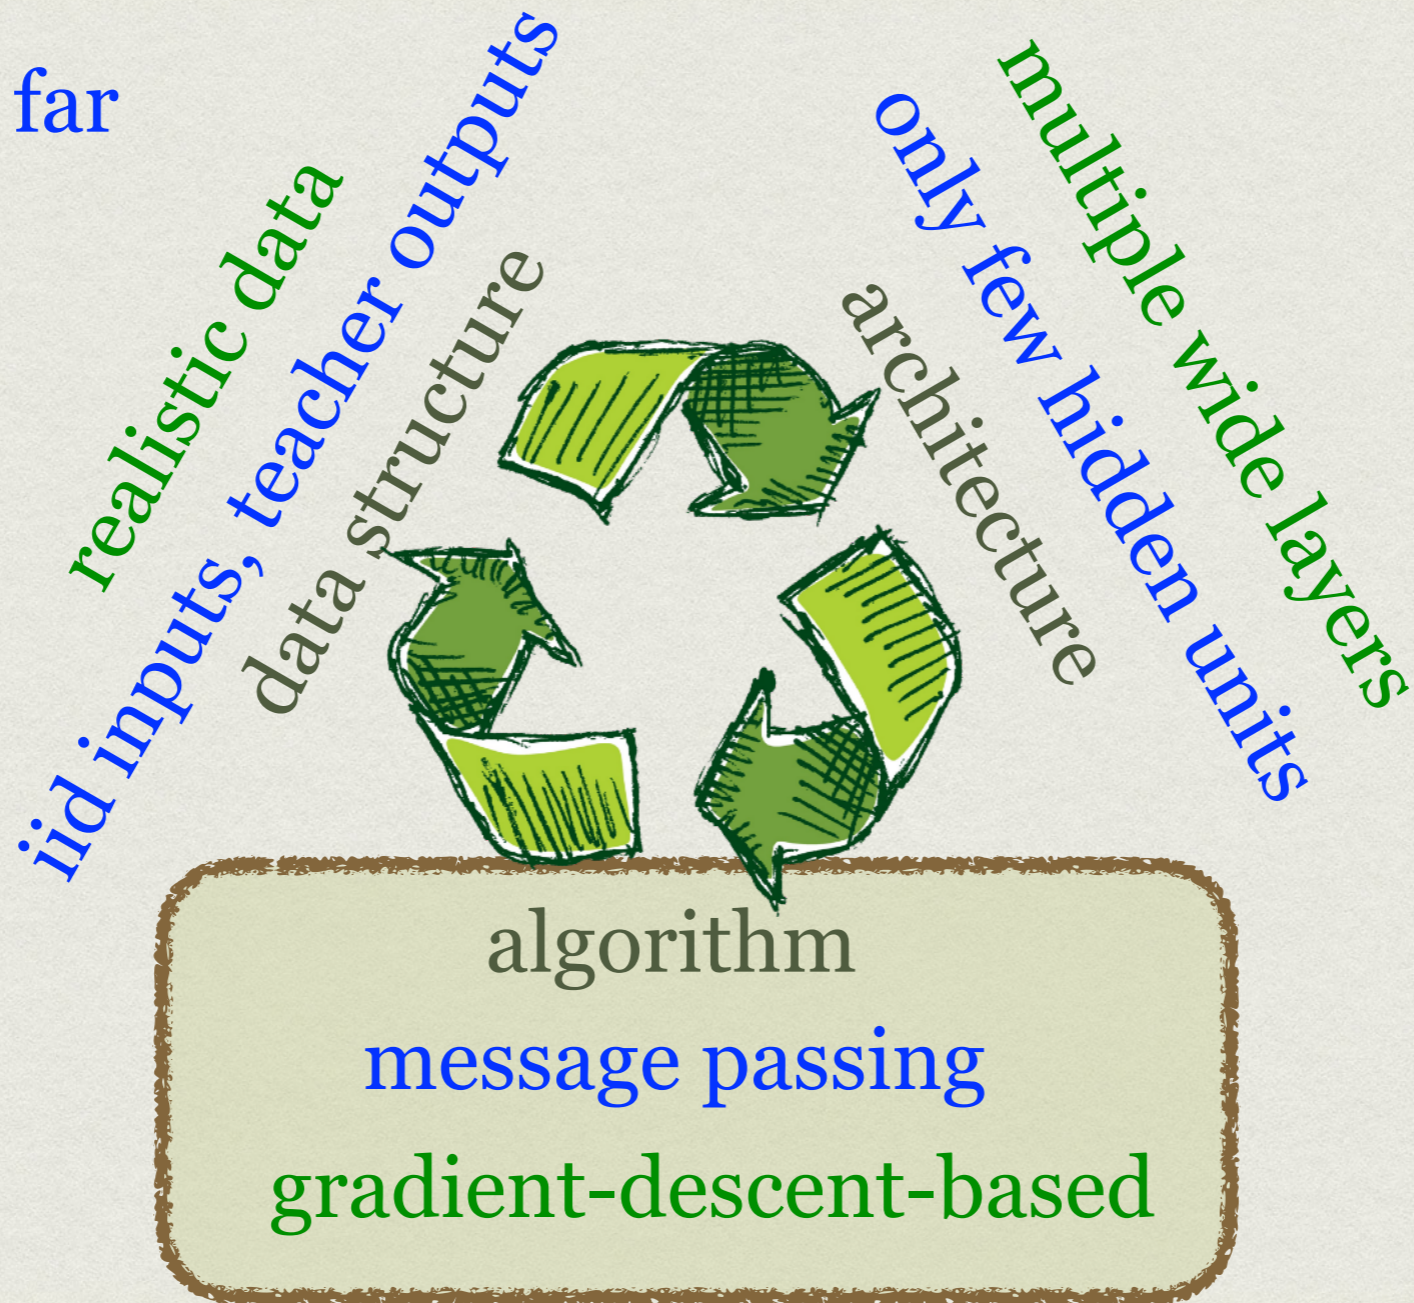 far
realistic data
iid inputs, teacher outputs
data structure
architecture
only few hidden units
multiple wide layers
algorithm
message passing
gradient-descent-based